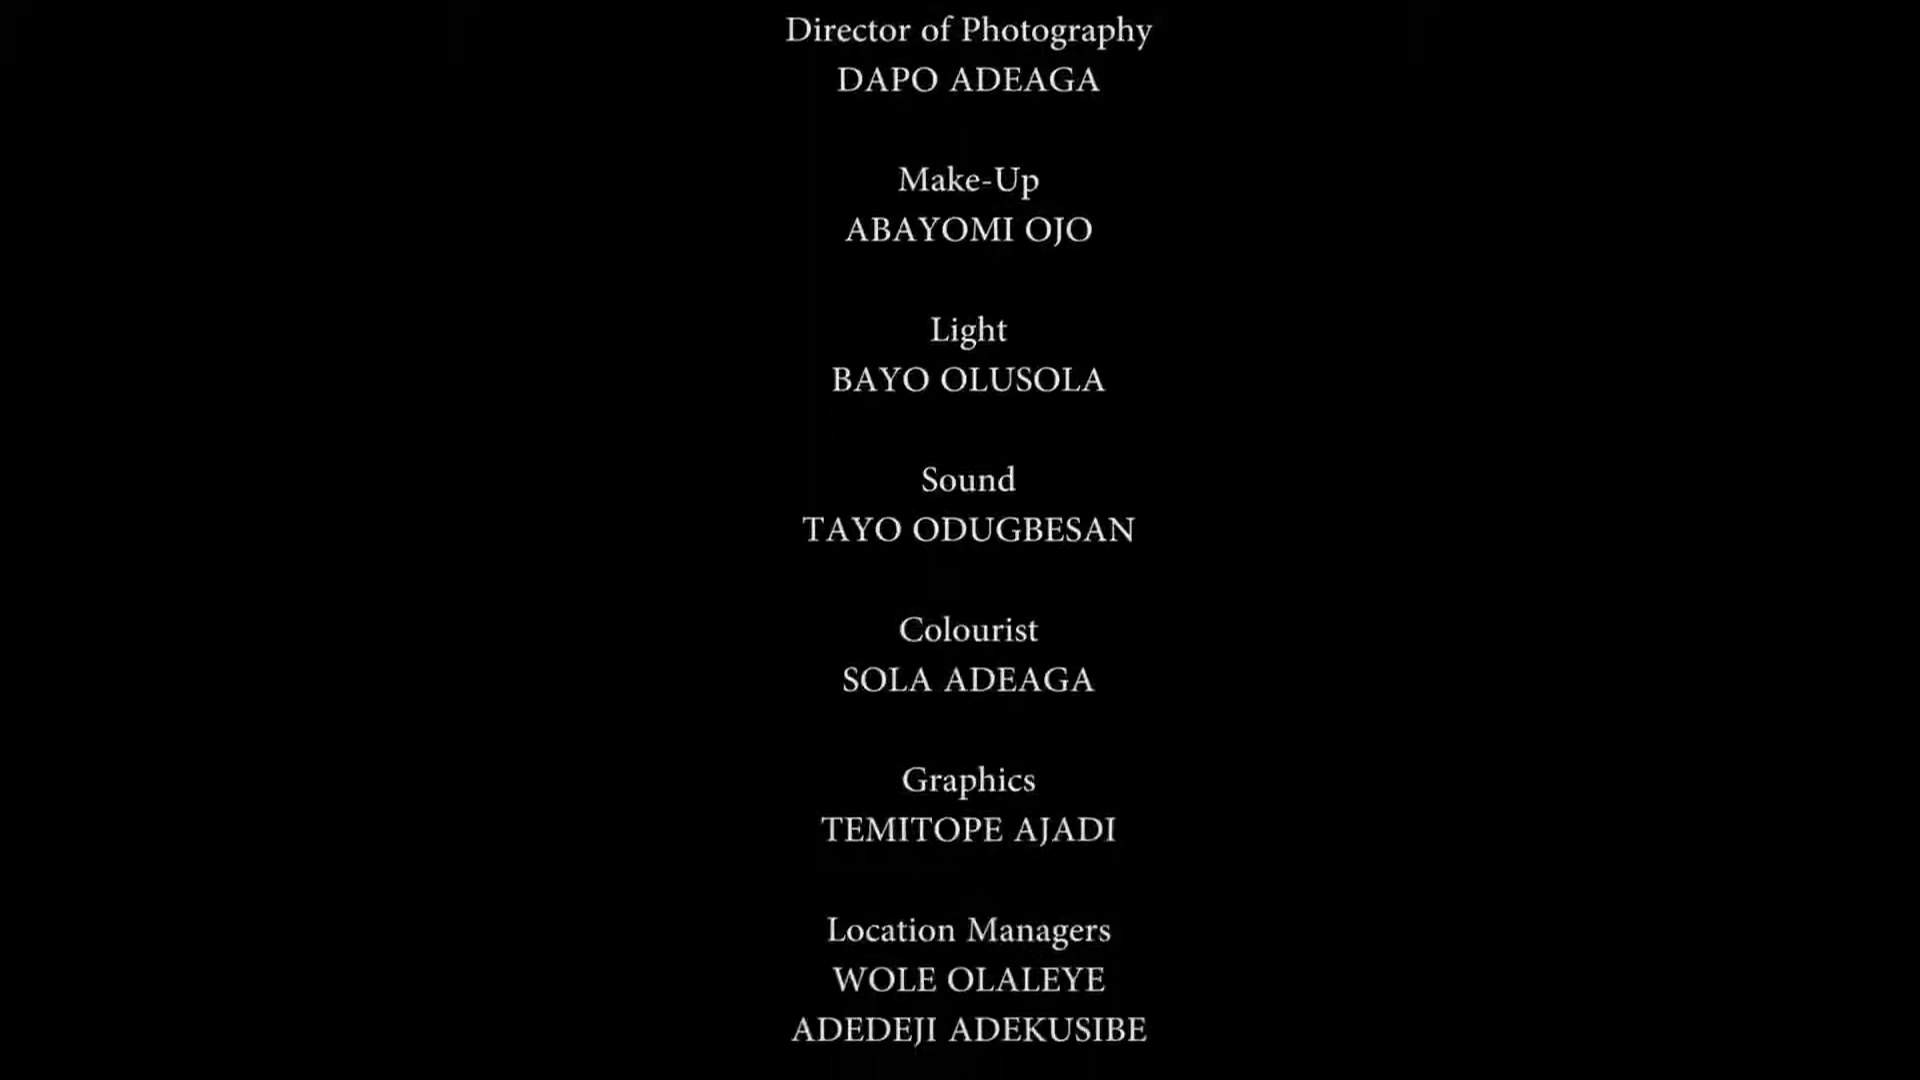 Director of Photography
DAPO ADEAGA
Make-Up
ABAYOMI OJO
Light
BAYO OLUSOLA
Sound
TAYO ODUGBESAN
Colourist
SOLA ADEAGA
Graphics
TEMITOPE AJADI
Location Managers
WOLE OLALEYE
ADEDEJI ADEKUSIBE